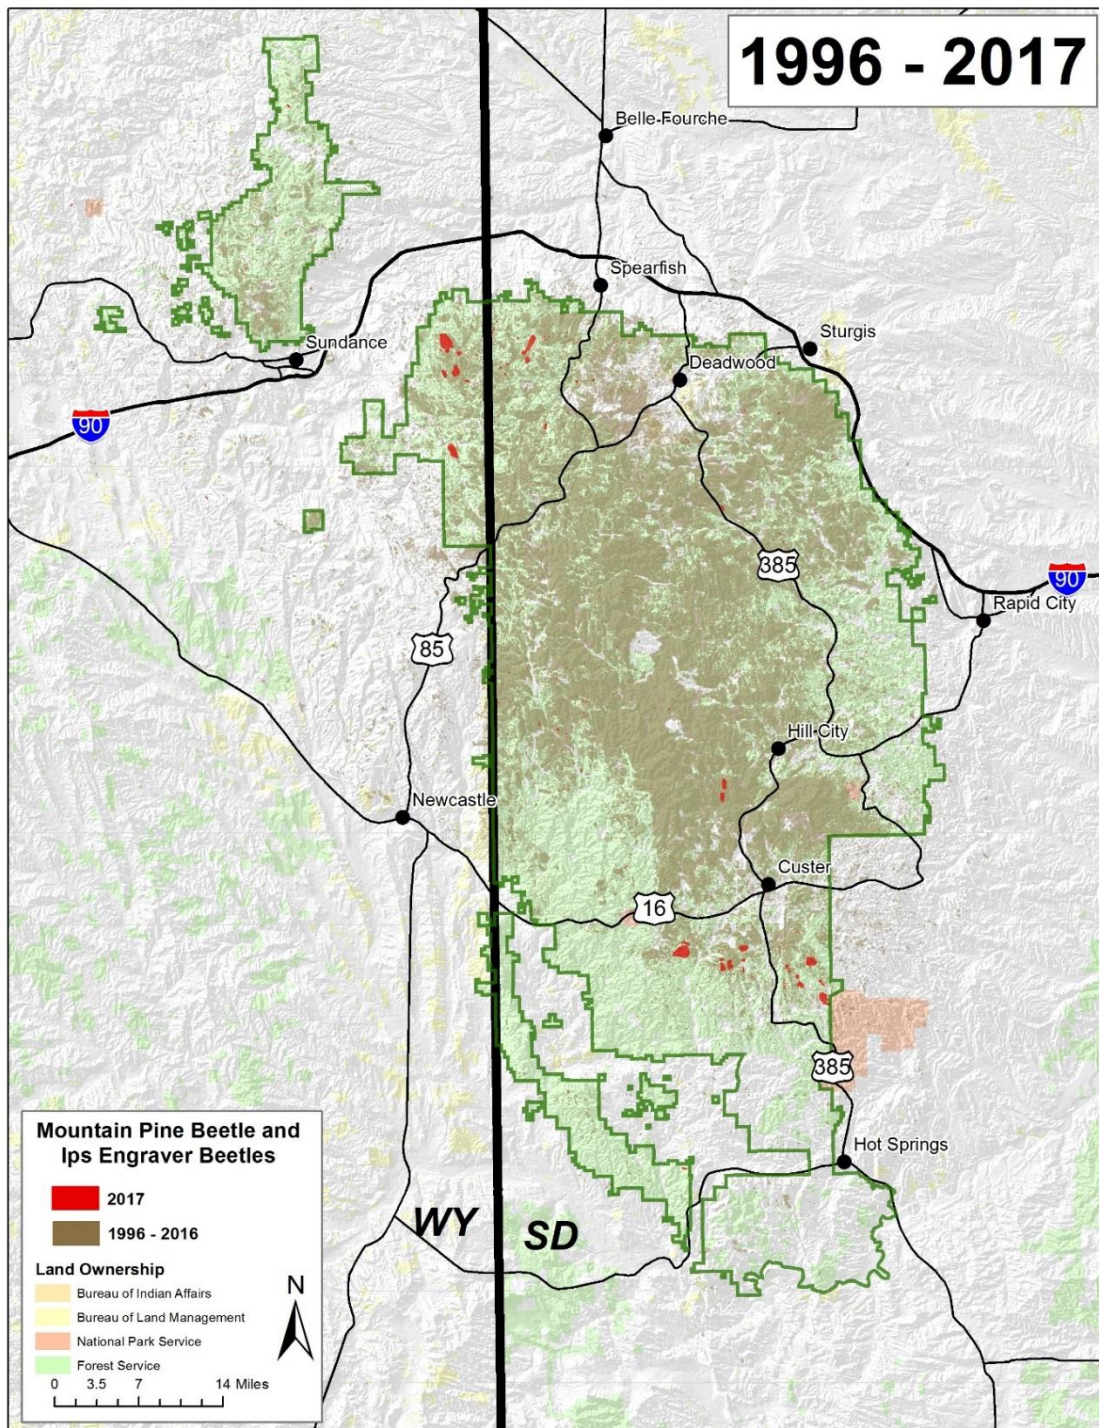 1996 - 2017
Belle Fourche
Spearfish
Sturgis
Sundance
Deadwood
90
385
90
Rapid City
85
Hill City
Newcastle
Custer
16
385
Hot Springs
WY
SD
Mountain Pine Beetle and
Ips Engraver Beetles
2017
1996 - 2016
Land Ownership
Bureau of Indian Affairs
Bureau of Land Management
National Park Service
Forest Service
N
0 3.5 7 14 Miles